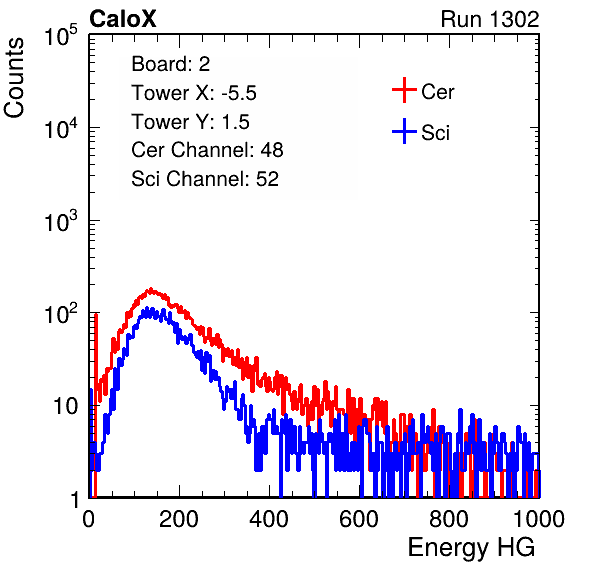 CaloX Run 1302
Counts
10^5
10^4
10^3
10^2
10
1
Board: 2
Tower X: -5.5
Tower Y: 1.5
Cer Channel: 48
Sci Channel: 52
Cer
Sci
0 200 400 600 800 1000
Energy HG